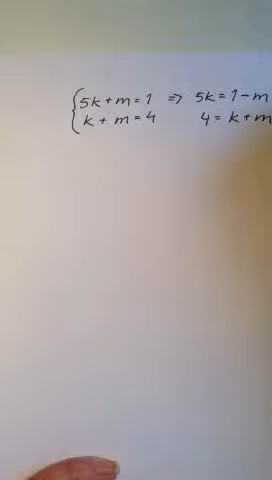 { 5k + m = 1 => 5k = 1 - m
k + m = 4 4 = k + m